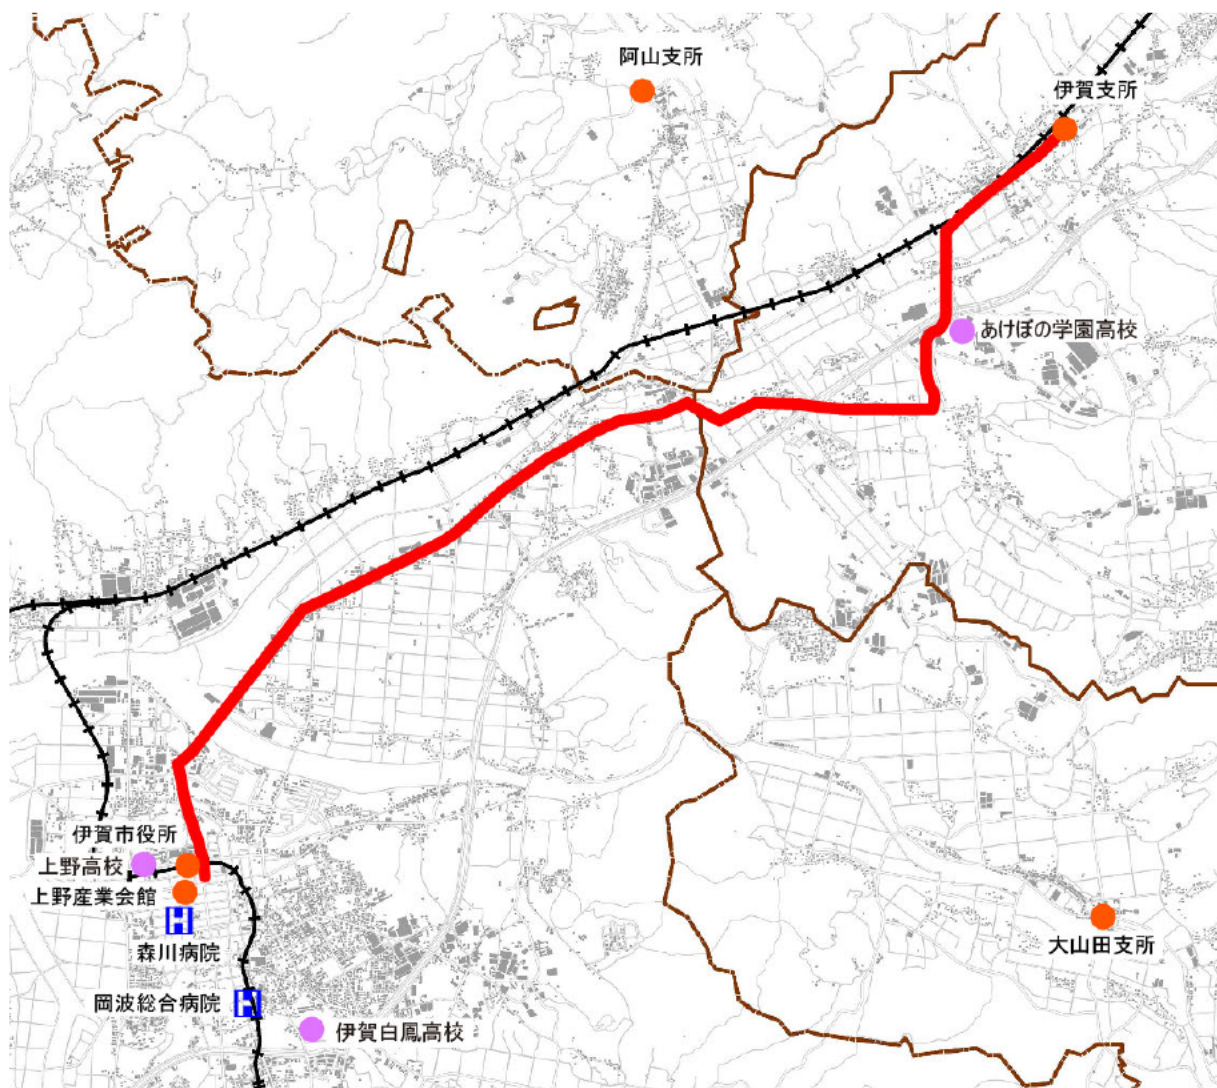 阿山支所
伊賀支所
あけぼの学園高校
伊賀市役所
上野高校
上野産業会館
H
森川病院
大山田支所
岡波総合病院
H
伊賀白鳳高校